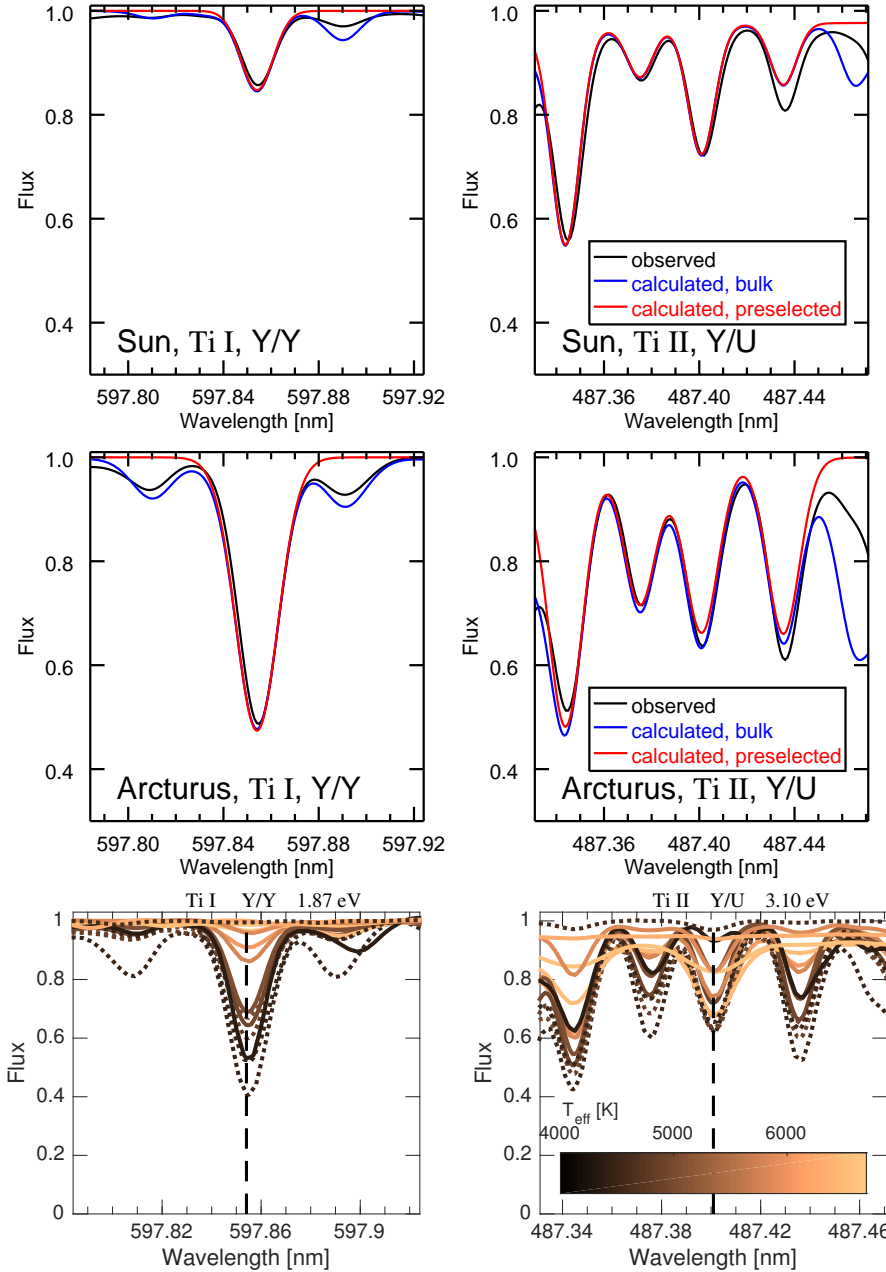 1.0
0.8
0.6
0.4
Flux
Sun, Ti I, Y/Y
597.80 597.84 597.88 597.92
Wavelength [nm]
1.0
0.8
0.6
0.4
Flux
observed
calculated, bulk
calculated, preselected
Sun, Ti II, Y/U
487.36 487.40 487.44
Wavelength [nm]
1.0
0.8
0.6
0.4
Flux
Arcturus, Ti I, Y/Y
597.80 597.84 597.88 597.92
Wavelength [nm]
1.0
0.8
0.6
0.4
Flux
observed
calculated, bulk
calculated, preselected
Arcturus, Ti II, Y/U
487.36 487.40 487.44
Wavelength [nm]
Ti I Y/Y 1.87 eV
1
0.8
0.6
0.4
0.2
0
Flux
597.82 597.86 597.9
Wavelength [nm]
Ti II Y/U 3.10 eV
1
0.8
0.6
0.4
0.2
0
Flux
T_eff [K]
4000 5000 6000
487.34 487.38 487.42 487.46
Wavelength [nm]